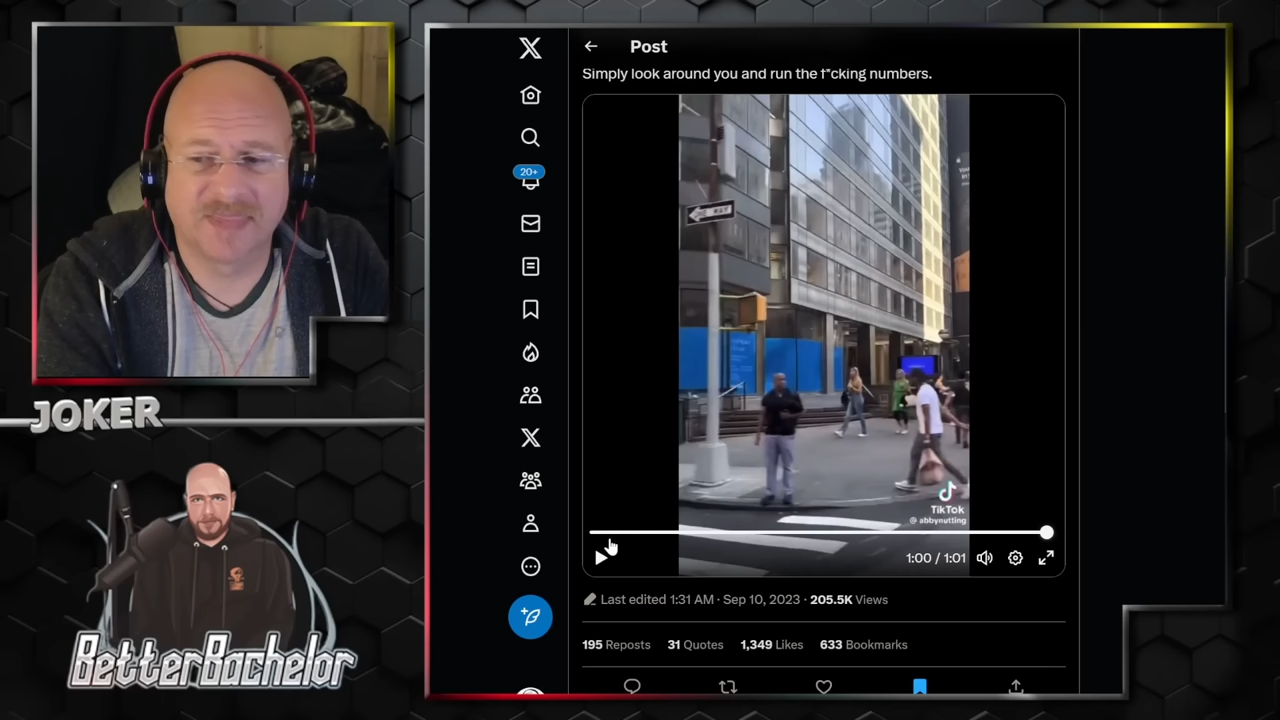 Post
Simply look around you and run the f*cking numbers.
20+
WAY
TikTok
@ abbynutting
1:00 / 1:01
Last edited 1:31 AM · Sep 10, 2023 · 205.5K Views
195 Reposts 31 Quotes 1,349 Likes 633 Bookmarks
JOKER
BetterBachelor